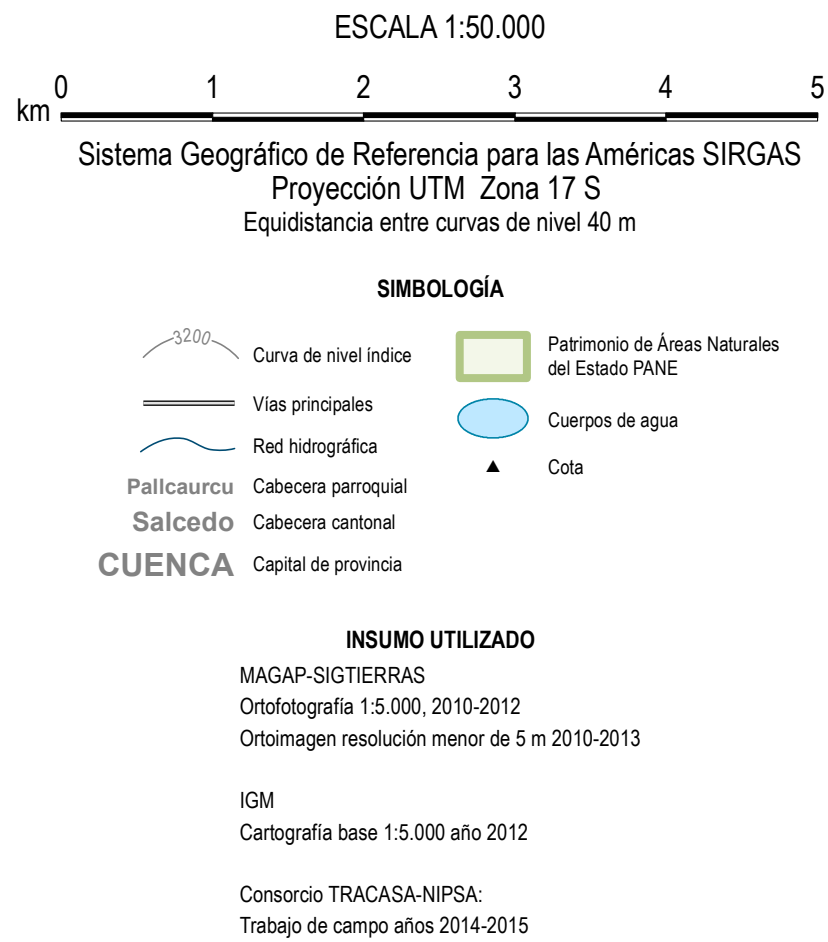 ESCALA 1:50.000
0 1 2 3 4 5
km
Sistema Geográfico de Referencia para las Américas SIRGAS
Proyección UTM Zona 17 S
Equidistancia entre curvas de nivel 40 m
SIMBOLOGÍA
3200
Curva de nivel índice
Vías principales
Red hidrográfica
Pallcaurcu Cabecera parroquial
Salcedo Cabecera cantonal
CUENCA Capital de provincia
Patrimonio de Áreas Naturales
del Estado PANE
Cuerpos de agua
Cota
INSUMO UTILIZADO
MAGAP-SIGTIERRAS
Ortofotografía 1:5.000, 2010-2012
Ortoimagen resolución menor de 5 m 2010-2013
IGM
Cartografía base 1:5.000 año 2012
Consorcio TRACASA-NIPSA:
Trabajo de campo años 2014-2015